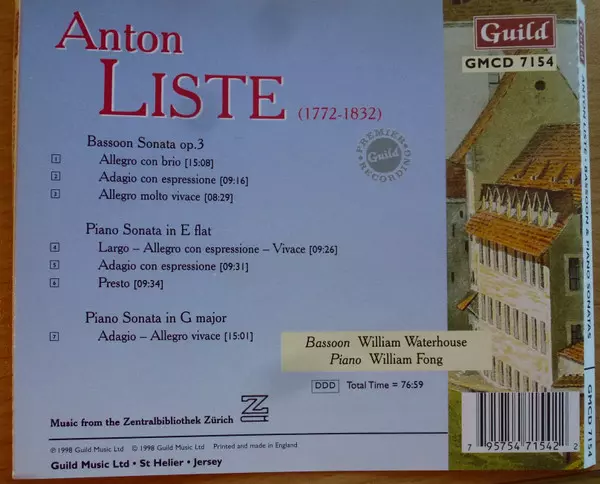 Anton
LISTE (1772-1832)
Guild
GMCD 7154
PREMIER
Guild
RECORDING
Bassoon Sonata op.3
1 Allegro con brio [15:08]
2 Adagio con espressione [09:16]
3 Allegro molto vivace [08:29]
Piano Sonata in E flat
4 Largo – Allegro con espressione – Vivace [09:26]
5 Adagio con espressione [09:31]
6 Presto [09:34]
Piano Sonata in G major
7 Adagio – Allegro vivace [15:01]
Bassoon William Waterhouse
Piano William Fong
DDD Total Time = 76:59
Music from the Zentralbibliothek Zürich Z
℗ 1998 Guild Music Ltd © 1998 Guild Music Ltd Printed and made in England
Guild Music Ltd • St Helier • Jersey
7 95754 71542 2
Guild ANTON LISTE · BASSOON & PIANO SONATAS GMCD 7154